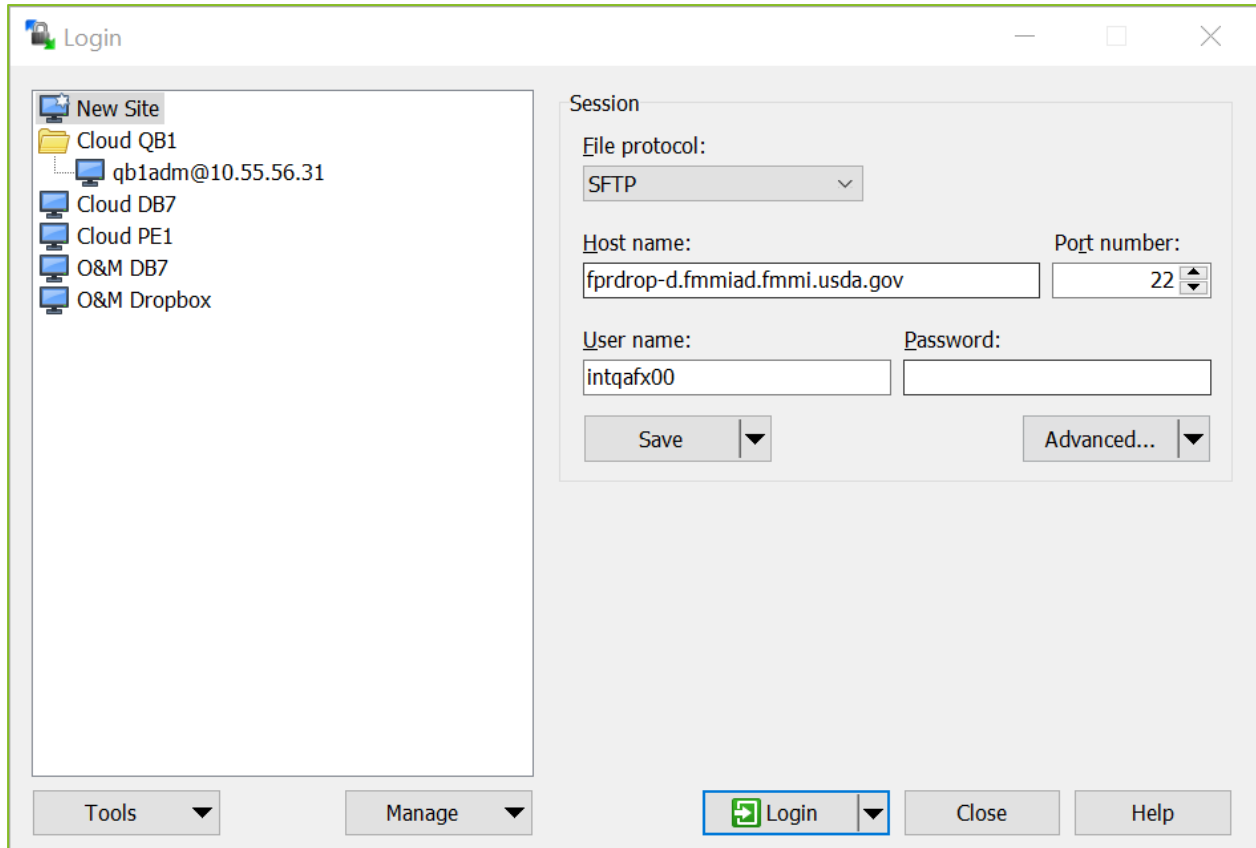 Login
New Site
Cloud QB1
qb1adm@10.55.56.31
Cloud DB7
Cloud PE1
O&M DB7
O&M Dropbox
Session
File protocol:
SFTP
Host name: Port number:
fprdrop-d.fmmiad.fmmi.usda.gov 22
User name: Password:
intqafx00
Save Advanced...
Tools Manage Login Close Help